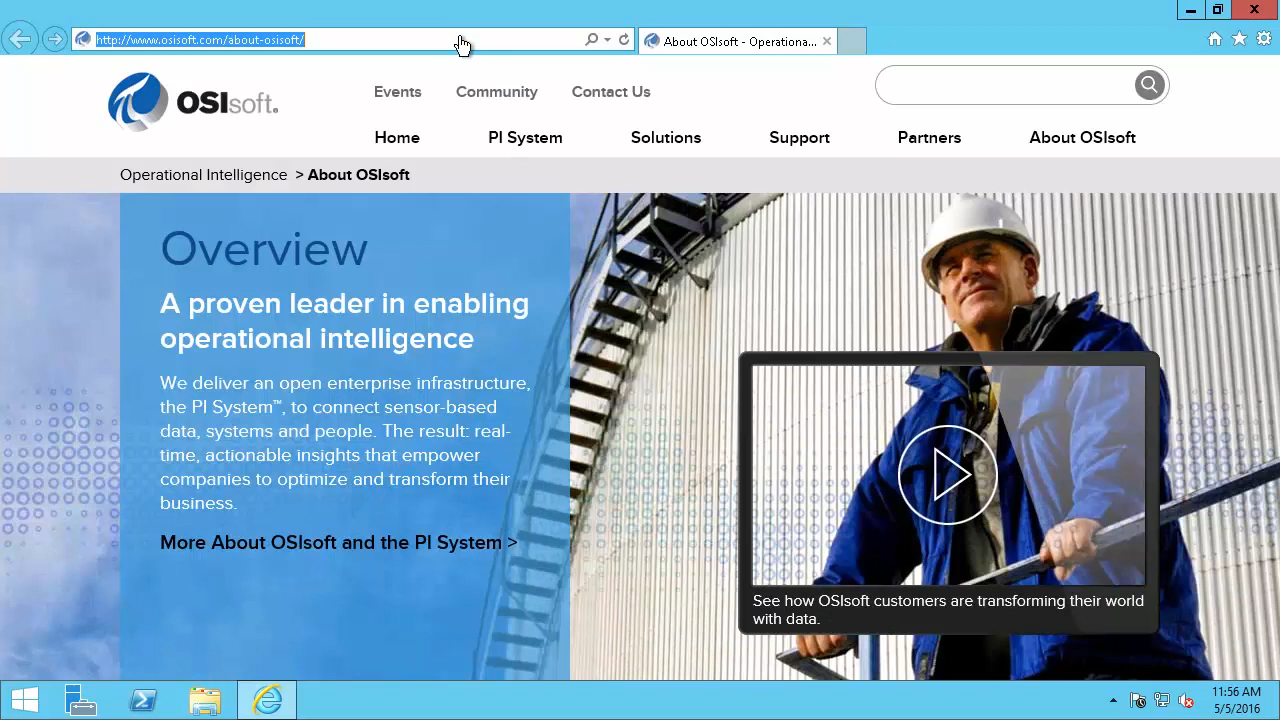 http://www.osisoft.com/about-osisoft/
About OSIsoft - Operationa...
OSIsoft.
Events Community Contact Us
Home PI System Solutions Support Partners About OSIsoft
Operational Intelligence > About OSIsoft
Overview
A proven leader in enabling
operational intelligence
We deliver an open enterprise infrastructure,
the PI System™, to connect sensor-based
data, systems and people. The result: real-
time, actionable insights that empower
companies to optimize and transform their
business.
More About OSIsoft and the PI System >
See how OSIsoft customers are transforming their world
with data.
11:56 AM
5/5/2016